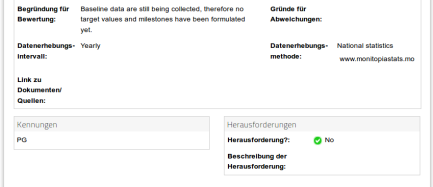 Begründung für Bewertung: Baseline data are still being collected, therefore no target values and milestones have been formulated yet.
Gründe für Abweichungen:
Datenerhebungs-intervall: Yearly
Datenerhebungs-methode: National statistics
www.monitopiastats.mo
Link zu Dokumenten/ Quellen:
Kennungen
PG
Herausforderungen
Herausforderung?: No
Beschreibung der Herausforderung: